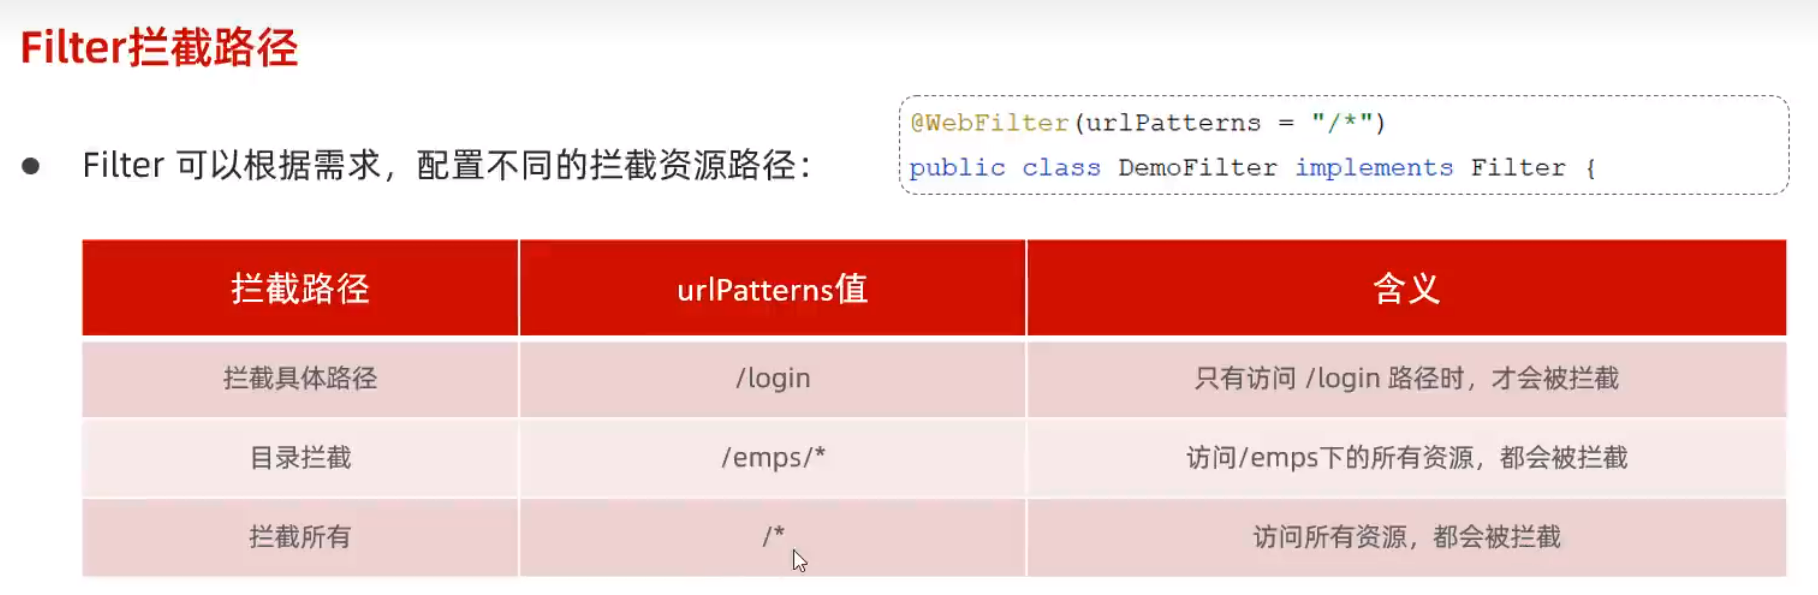 Filter拦截路径
@WebFilter(urlPatterns = "/*")
public class DemoFilter implements Filter {
● Filter 可以根据需求，配置不同的拦截资源路径：
拦截路径 urlPatterns值 含义
拦截具体路径 /login 只有访问 /login 路径时，才会被拦截
目录拦截 /emps/* 访问/emps下的所有资源，都会被拦截
拦截所有 /* 访问所有资源，都会被拦截